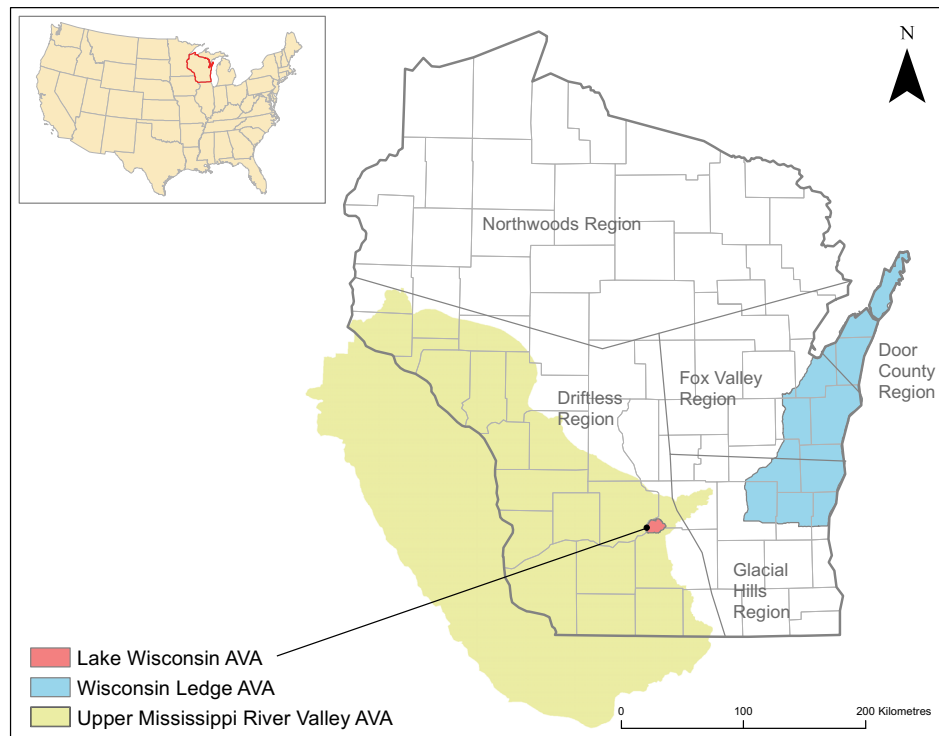 N
Northwoods Region
Door
County
Region
Fox Valley
Region
Driftless
Region
Glacial
Hills
Region
Lake Wisconsin AVA
Wisconsin Ledge AVA
Upper Mississippi River Valley AVA
0 100 200 Kilometres